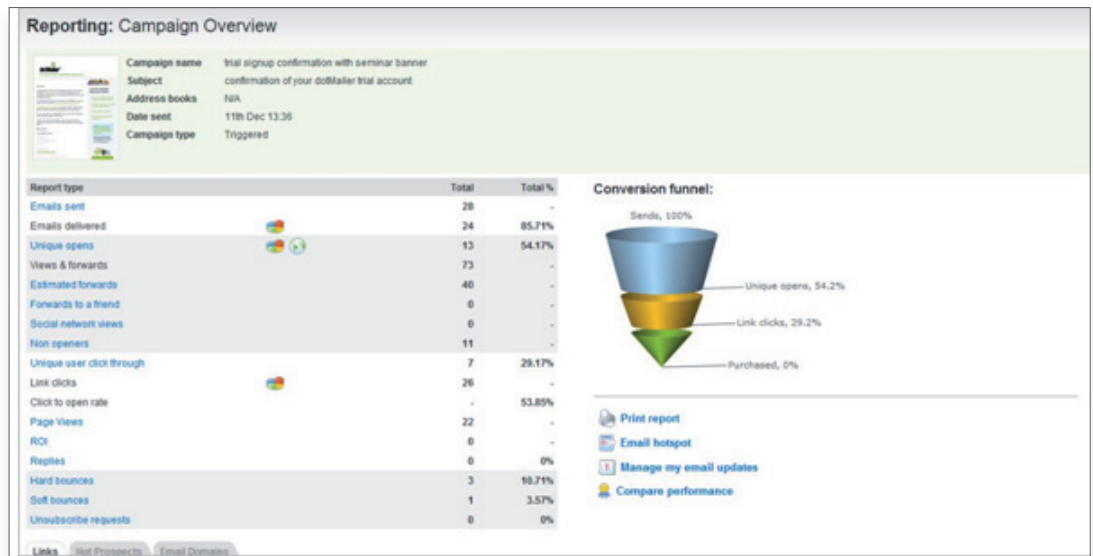 Reporting: Campaign Overview
Campaign name trial signup confirmation with seminar banner
Subject confirmation of your dotMailer trial account
Address books N/A
Date sent 11th Dec 13:36
Campaign type Triggered
Report type Total Total %
Emails sent 28 -
Emails delivered 24 85.71%
Unique opens 13 54.17%
Views & forwards 73 -
Estimated forwards 40 -
Forwards to a friend 0 -
Social network views 0 -
Non openers 11 -
Unique user click through 7 29.17%
Link clicks 26 -
Click to open rate - 53.85%
Page Views 22 -
ROI 0 -
Replies 0 0%
Hard bounces 3 10.71%
Soft bounces 1 3.57%
Unsubscribe requests 0 0%
Links Hot Prospects Email Domains
Conversion funnel:
Sends, 100%
Unique opens, 54.2%
Link clicks, 29.2%
Purchased, 0%
Print report
Email hotspot
Manage my email updates
Compare performance